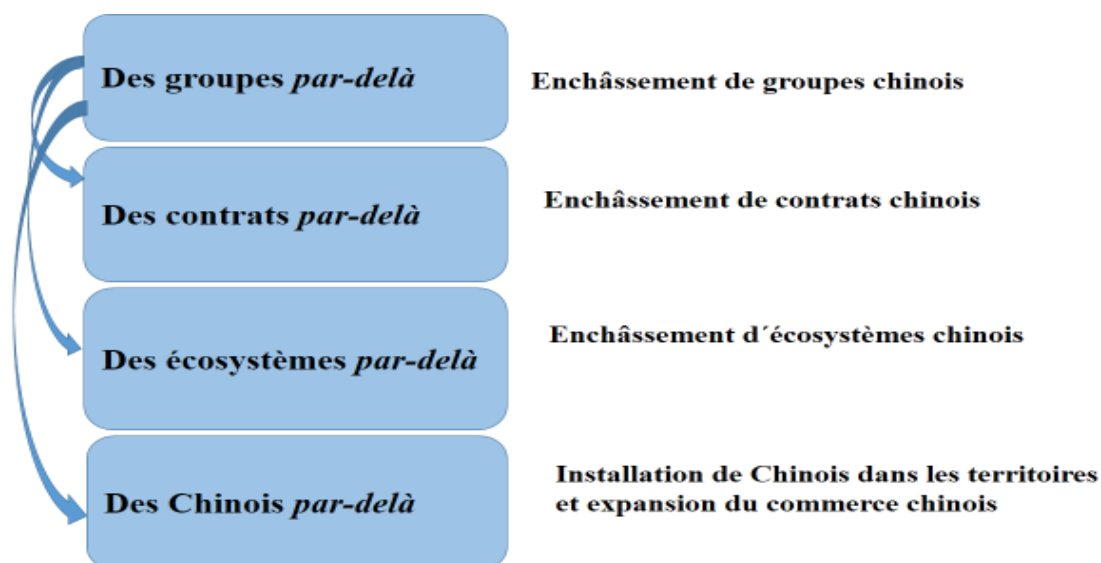 Des groupes par-delà
Enchâssement de groupes chinois
Des contrats par-delà
Enchâssement de contrats chinois
Des écosystèmes par-delà
Enchâssement d´écosystèmes chinois
Des Chinois par-delà
Installation de Chinois dans les territoires
et expansion du commerce chinois